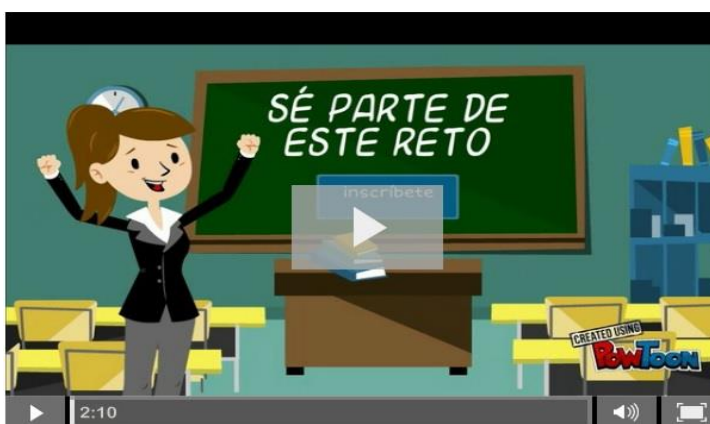 SÉ PARTE DE
ESTE RETO
inscríbete
CREATED USING
POWTOON
2:10